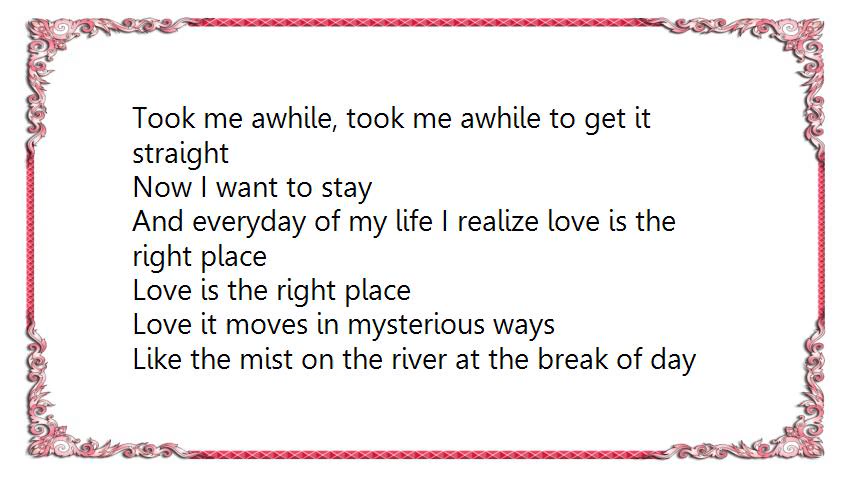 Took me awhile, took me awhile to get it
straight
Now I want to stay
And everyday of my life I realize love is the
right place
Love is the right place
Love it moves in mysterious ways
Like the mist on the river at the break of day